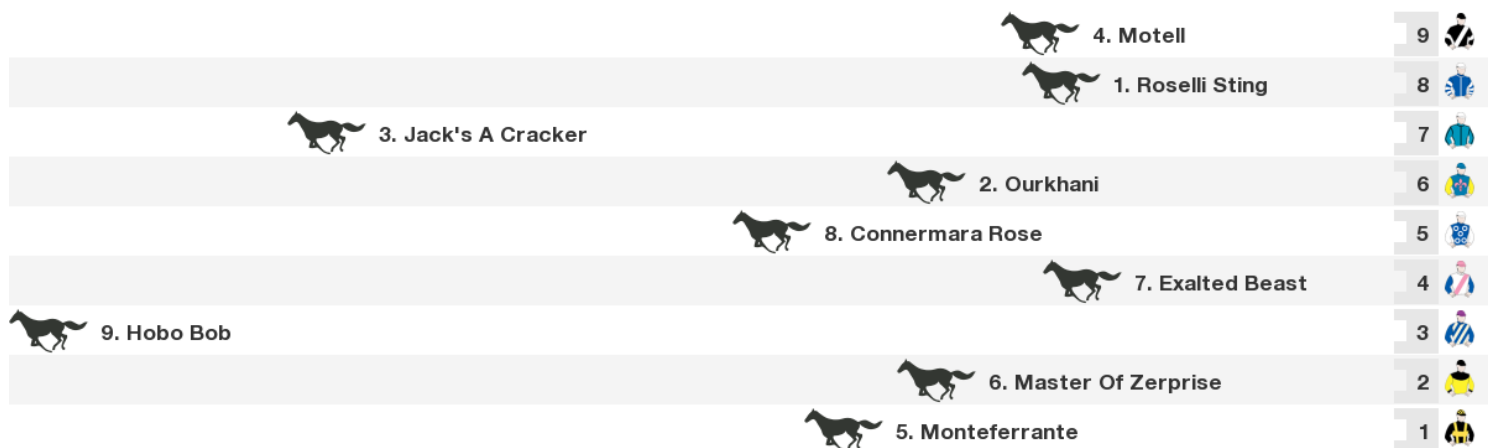 4. Motell 9
1. Roselli Sting 8
3. Jack's A Cracker 7
2. Ourkhani 6
8. Connermara Rose 5
7. Exalted Beast 4
9. Hobo Bob 3
6. Master Of Zerprise 2
5. Monteferrante 1